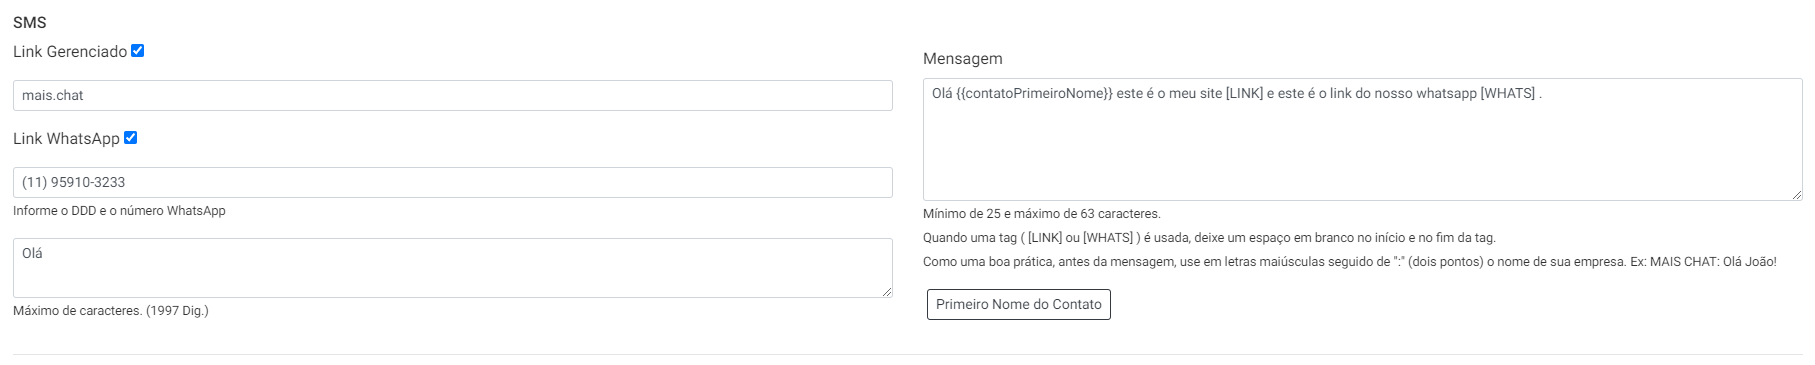 SMS
Link Gerenciado
mais.chat
Link WhatsApp
(11) 95910-3233
Informe o DDD e o número WhatsApp
Olá
Máximo de caracteres. (1997 Dig.)
Mensagem
Olá {{contatoPrimeiroNome}} este é o meu site [LINK] e este é o link do nosso whatsapp [WHATS] .
Mínimo de 25 e máximo de 63 caracteres.
Quando uma tag ( [LINK] ou [WHATS] ) é usada, deixe um espaço em branco no início e no fim da tag.
Como uma boa prática, antes da mensagem, use em letras maiúsculas seguido de ":" (dois pontos) o nome de sua empresa. Ex: MAIS CHAT: Olá João!
Primeiro Nome do Contato